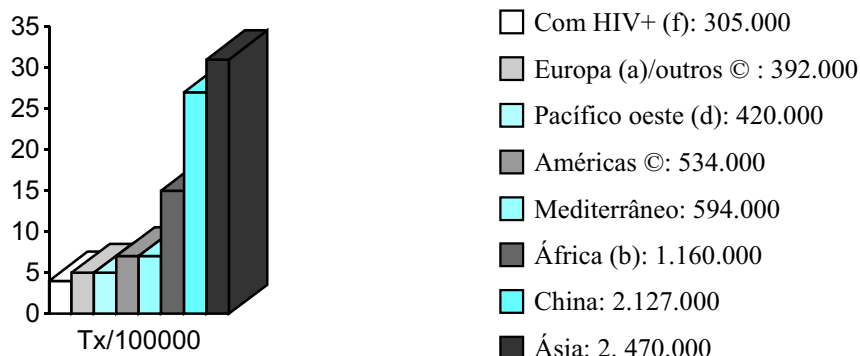 35
30
25
20
15
10
5
0
Tx/100000
Com HIV+ (f): 305.000
Europa (a)/outros © : 392.000
Pacífico oeste (d): 420.000
Américas ©: 534.000
Mediterrâneo: 594.000
África (b): 1.160.000
China: 2.127.000
Ásia: 2. 470.000